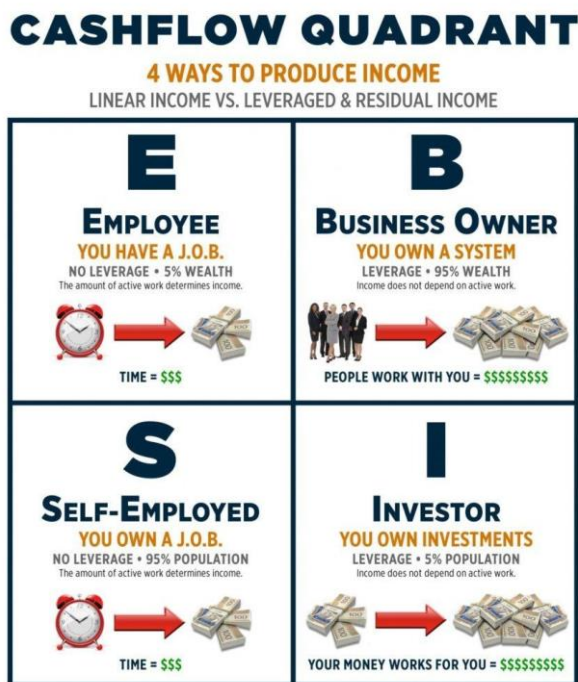 CASHFLOW QUADRANT
4 WAYS TO PRODUCE INCOME
LINEAR INCOME VS. LEVERAGED & RESIDUAL INCOME
E
EMPLOYEE
YOU HAVE A J.O.B.
NO LEVERAGE • 5% WEALTH
The amount of active work determines income.
TIME = $$$
B
BUSINESS OWNER
YOU OWN A SYSTEM
LEVERAGE • 95% WEALTH
Income does not depend on active work.
PEOPLE WORK WITH YOU = $$$$$$$$$
S
SELF-EMPLOYED
YOU OWN A J.O.B.
NO LEVERAGE • 95% POPULATION
The amount of active work determines income.
TIME = $$$
I
INVESTOR
YOU OWN INVESTMENTS
LEVERAGE • 5% POPULATION
Income does not depend on active work.
YOUR MONEY WORKS FOR YOU = $$$$$$$$$